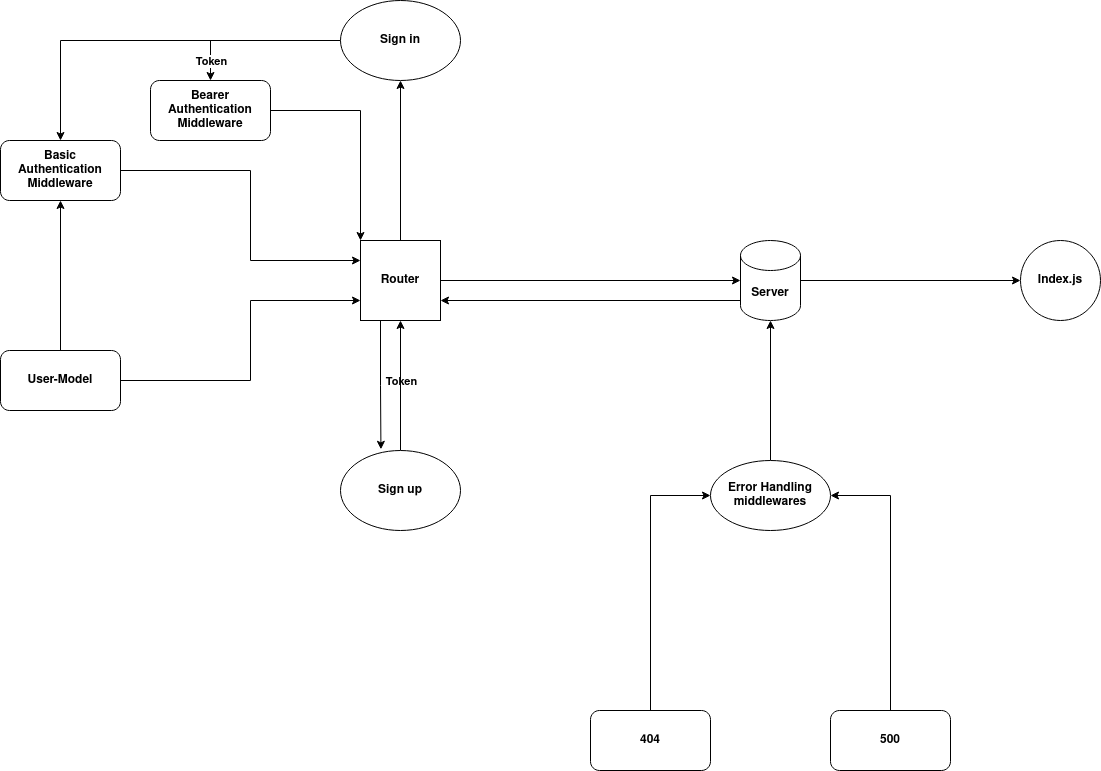 Sign in
Token
Bearer
Authentication
Middleware
Basic
Authentication
Middleware
Router
Server
Index.js
User-Model
Token
Sign up
Error Handling
middlewares
404
500